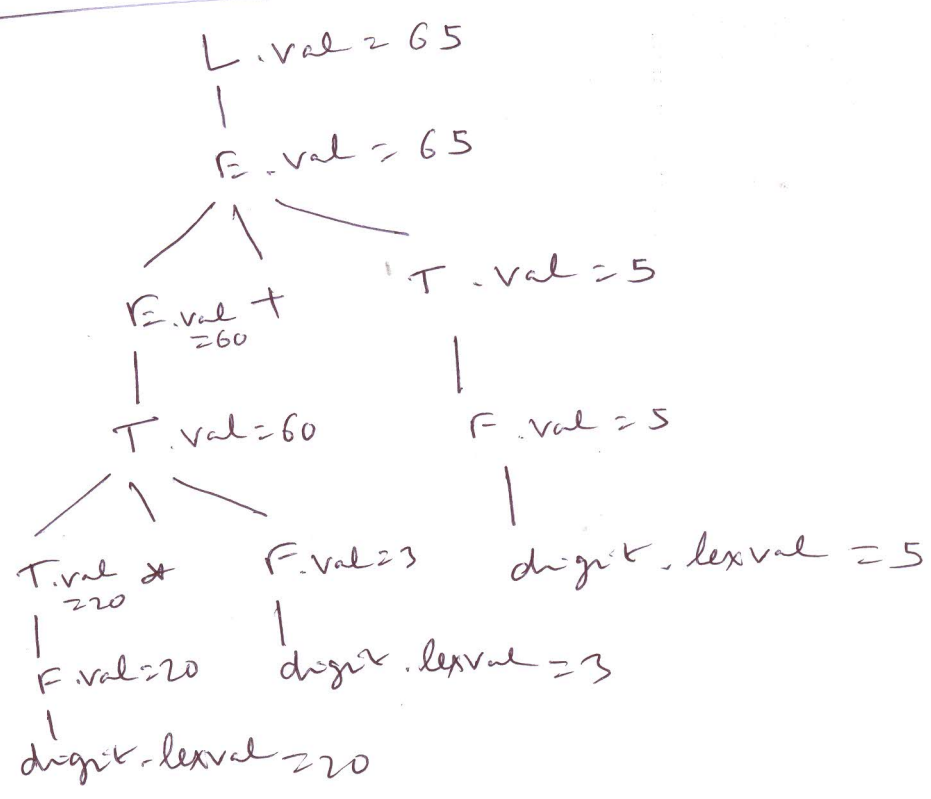 L.val = 65
E.val = 65
E.val + T.val = 5
=60
T.val=60 F.val = 5
T.val * F.val=3 digit.lexval = 5
=20
F.val=20 digit.lexval = 3
digit.lexval = 20